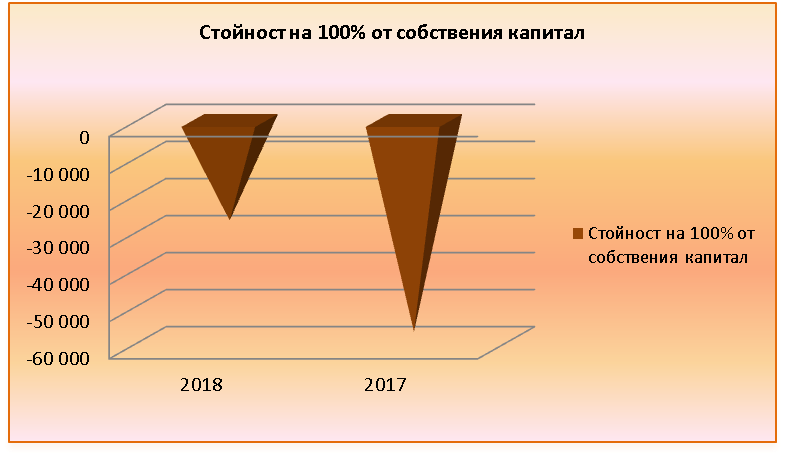 Стойност на 100% от собствения капитал
0
-10 000
-20 000
-30 000
-40 000
-50 000
-60 000
2018 2017
Стойност на 100% от
собствения капитал